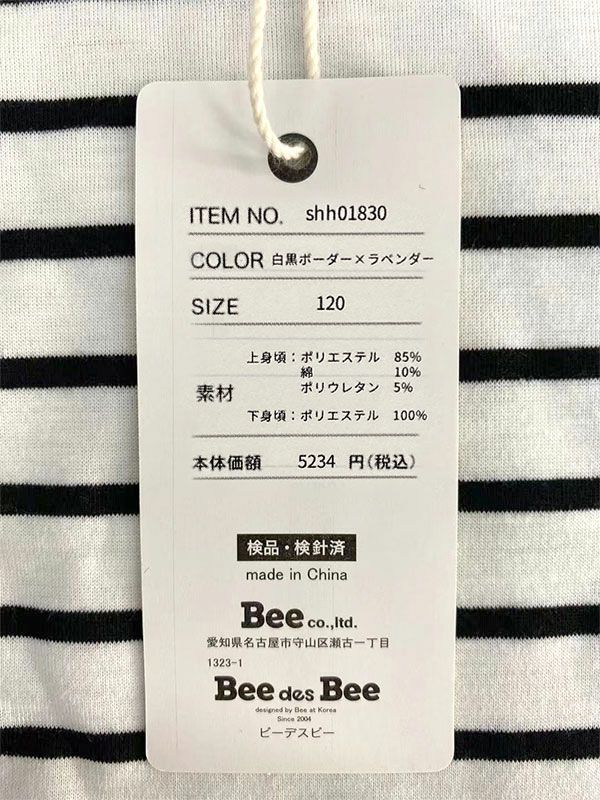 ITEM NO. shh01830
COLOR 白黒ボーダー×ラベンダー
SIZE 120
上身頃：ポリエステル 85%
綿 10%
素材 ポリウレタン 5%
下身頃：ポリエステル 100%
本体価額 5234 円(税込)
検品・検針済
made in China
Bee co.,ltd.
愛知県名古屋市守山区瀬古一丁目
1323-1
Bee des Bee
designed by Bee at Korea
Since 2004
ビーデスビー